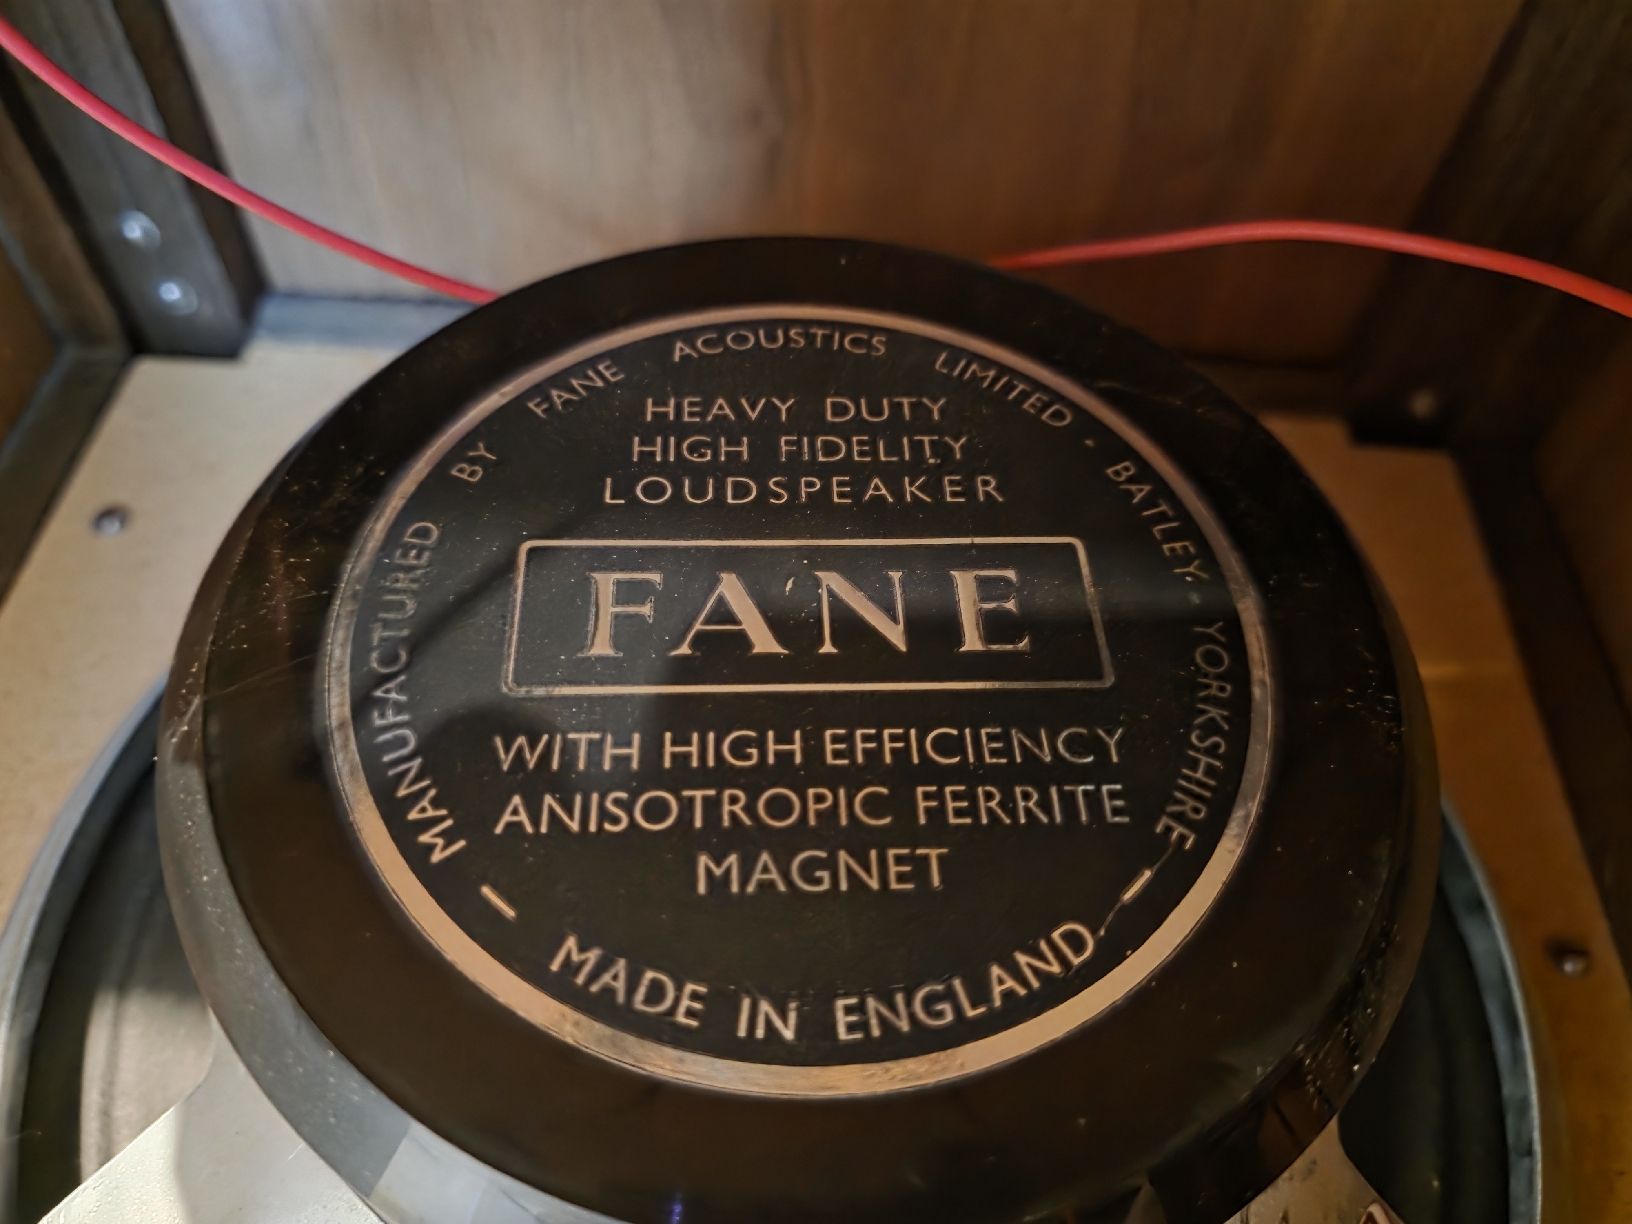 MANUFACTURED BY FANE ACOUSTICS LIMITED - BATLEY - YORKSHIRE
HEAVY DUTY
HIGH FIDELITY
LOUDSPEAKER
FANE
WITH HIGH EFFICIENCY
ANISOTROPIC FERRITE
MAGNET
— MADE IN ENGLAND —